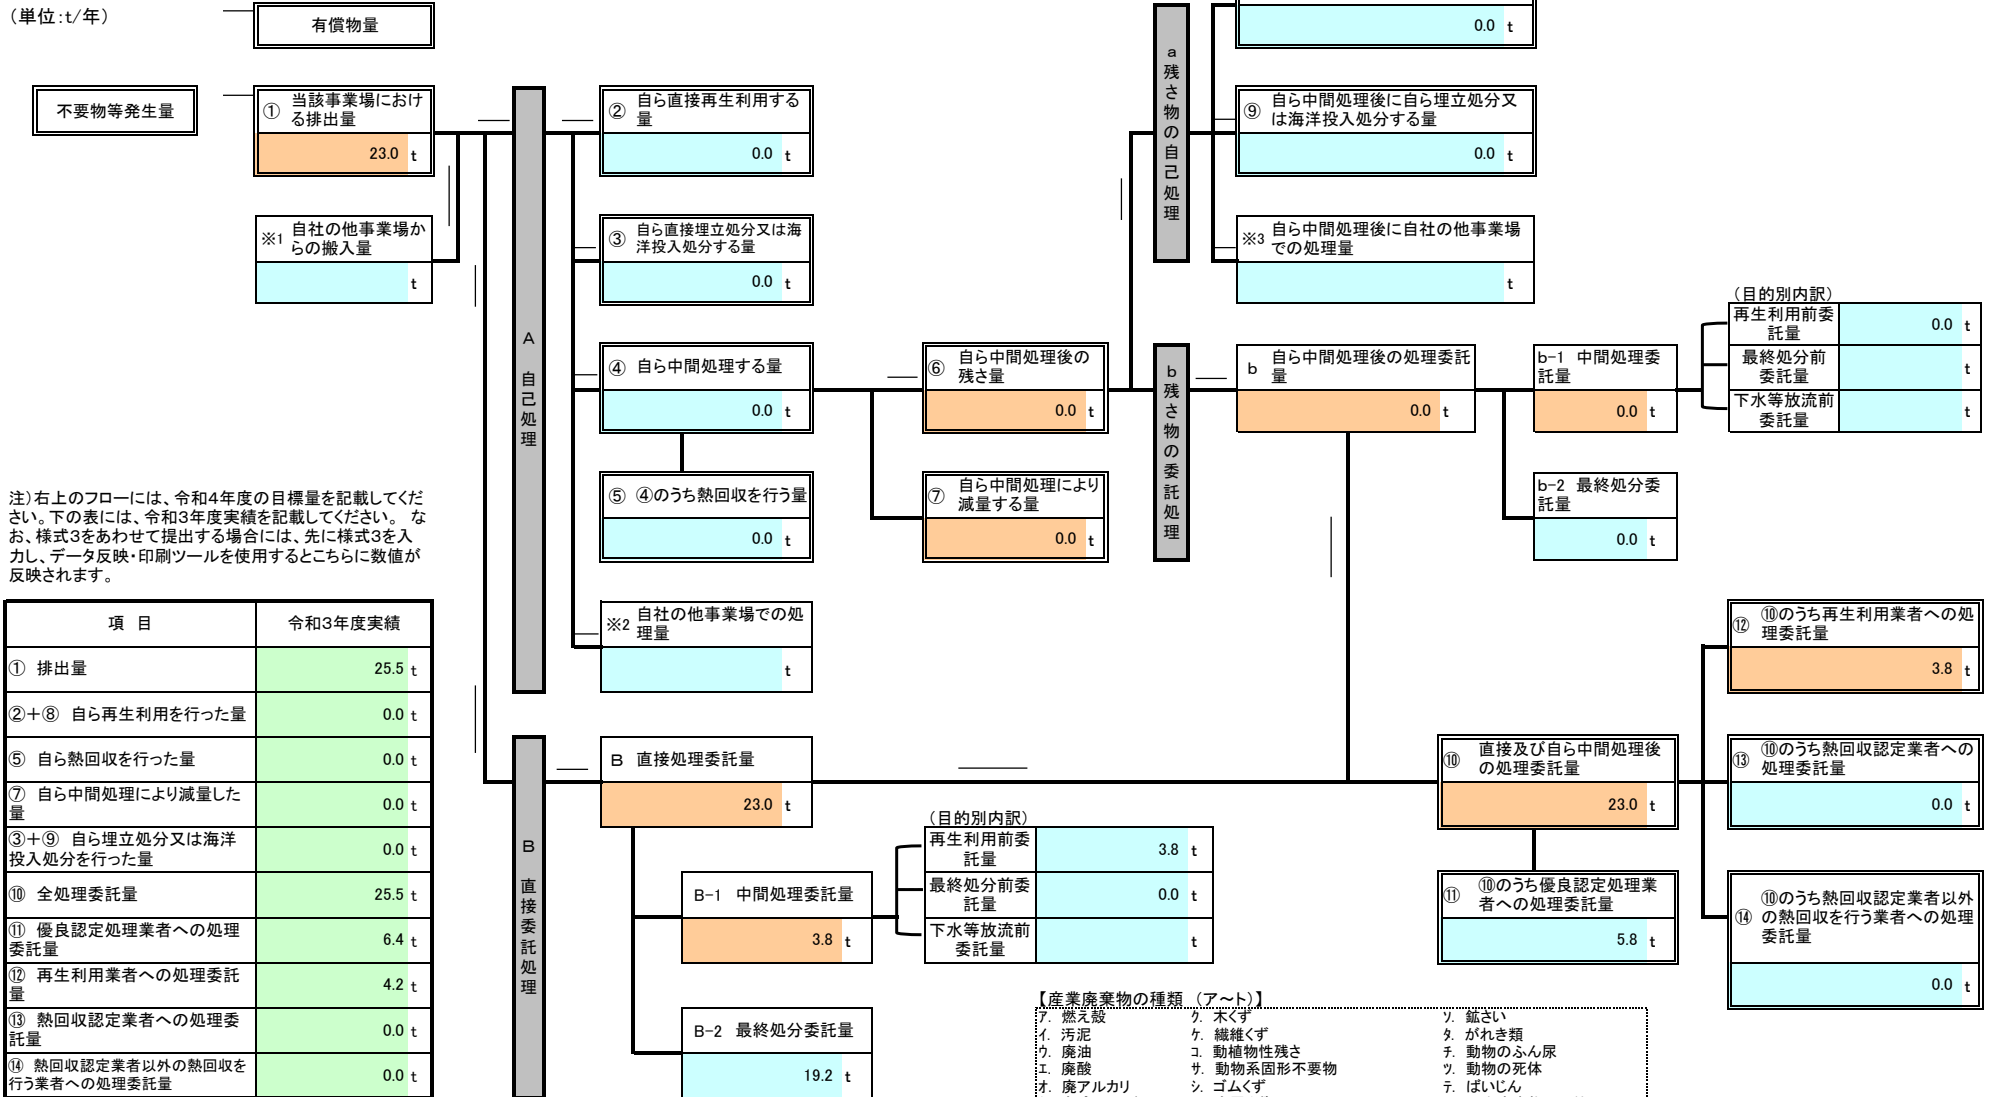 （単位:t/年）
有償物量
0.0 t
不要物等発生量
① 当該事業場におけ
る排出量
23.0 t
② 自ら直接再生利用する
量
0.0 t
a 残さ物の自己処理
⑨ 自ら中間処理後に自ら埋立処分又
は海洋投入処分する量
0.0 t
※1 自社の他事業場か
らの搬入量
t
③ 自ら直接埋立処分又は海
洋投入処分する量
0.0 t
※3 自ら中間処理後に自社の他事業場
での処理量
t
A 自己処理
④ 自ら中間処理する量
0.0 t
⑥ 自ら中間処理後の
残さ量
0.0 t
b 残さ物の委託処理
b 自ら中間処理後の処理委託
量
0.0 t
b-1 中間処理委
託量
0.0 t
（目的別内訳）
再生利用前委
託量
0.0 t
最終処分前
委託量
t
下水等放流前
委託量
t
⑤ ④のうち熱回収を行う量
0.0 t
⑦ 自ら中間処理により
減量する量
0.0 t
b-2 最終処分委
託量
0.0 t
注）右上のフローには、令和4年度の目標量を記載してくだ
さい。下の表には、令和3年度実績を記載してください。 な
お、様式3をあわせて提出する場合には、先に様式3を入
力し、データ反映・印刷ツールを使用するとこちらに数値が
反映されます。
※2 自社の他事業場での処
理量
t
項 目 令和3年度実績
① 排出量 25.5 t
②＋⑧ 自ら再生利用を行った量 0.0 t
⑤ 自ら熱回収を行った量 0.0 t
⑦ 自ら中間処理により減量した
量 0.0 t
③＋⑨ 自ら埋立処分又は海洋
投入処分を行った量 0.0 t
⑩ 全処理委託量 25.5 t
⑪ 優良認定処理業者への処理
委託量 6.4 t
⑫ 再生利用業者への処理委託
量 4.2 t
⑬ 熱回収認定業者への処理委
託量 0.0 t
⑭ 熱回収認定業者以外の熱回収を
行う業者への処理委託量 0.0 t
B 直接委託処理
B 直接処理委託量
23.0 t
B-1 中間処理委託量
3.8 t
（目的別内訳）
再生利用前委
託量
3.8 t
最終処分前委
託量
0.0 t
下水等放流前
委託量
t
B-2 最終処分委託量
19.2 t
⑩ 直接及び自ら中間処理後
の処理委託量
23.0 t
⑪ ⑩のうち優良認定処理業
者への処理委託量
5.8 t
⑫ ⑩のうち再生利用業者への処
理委託量
3.8 t
⑬ ⑩のうち熱回収認定業者への
処理委託量
0.0 t
⑭ ⑩のうち熱回収認定業者以外
の熱回収を行う業者への処理
委託量
0.0 t
【産業廃棄物の種類 （ア～ト）】
ア. 燃え殻 ク. 木くず ソ. 鉱さい
イ. 汚泥 ケ. 繊維くず タ. がれき類
ウ. 廃油 コ. 動植物性残さ チ. 動物のふん尿
エ. 廃酸 サ. 動物系固形不要物 ツ. 動物の死体
オ. 廃アルカリ シ. ゴムくず テ. ばいじん